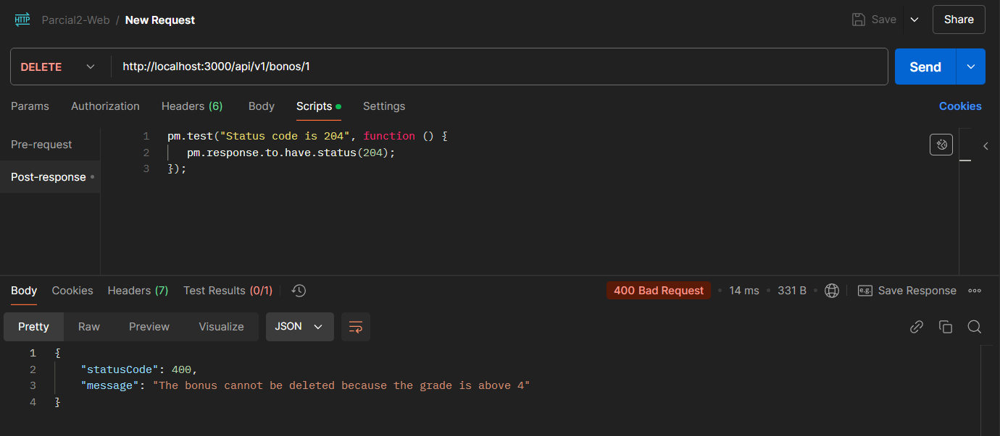 HTTP Parcial2-Web / New Request Save Share
DELETE http://localhost:3000/api/v1/bonos/1 Send
Params Authorization Headers (6) Body Scripts Settings Cookies
Pre-request
Post-response
1 pm.test("Status code is 204", function () {
2 pm.response.to.have.status(204);
3 });
Body Cookies Headers (7) Test Results (0/1) 400 Bad Request 14 ms 331 B e.g. Save Response
Pretty Raw Preview Visualize JSON
1 {
2 "statusCode": 400,
3 "message": "The bonus cannot be deleted because the grade is above 4"
4 }